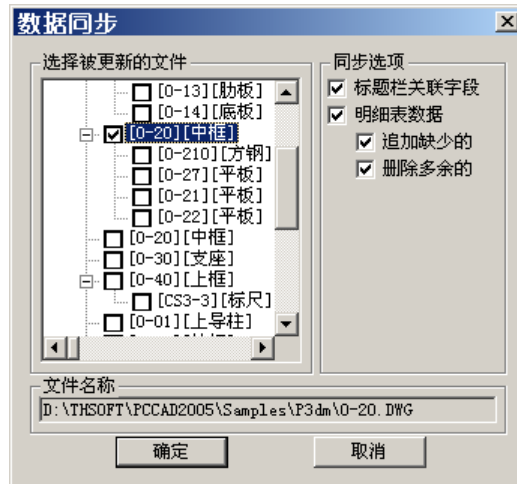 数据同步
选择被更新的文件
[0-13][肋板]
[0-14][底板]
[0-20][中框]
[0-210][方钢]
[0-27][平板]
[0-21][平板]
[0-22][平板]
[0-20][中框]
[0-30][支座]
[0-40][上框]
[CS3-3][标尺]
[0-01][上导柱]
同步选项
标题栏关联字段
明细表数据
追加缺少的
删除多余的
文件名称
D:\THSOFT\PCCAD2005\Samples\P3dm\0-20.DWG
确定
取消